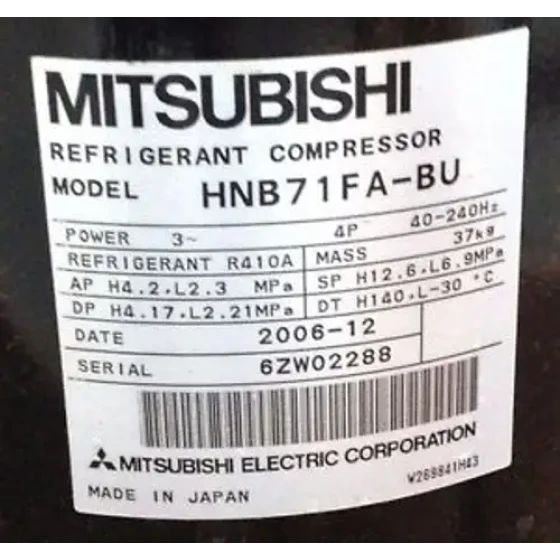 MITSUBISHI
REFRIGERANT COMPRESSOR
MODEL HNB71FA-BU
POWER 3~ 4P 40-240Hz
REFRIGERANT R410A MASS 37kg
AP H4.2,L2.3 MPa SP H12.6,L6.9MPa
DP H4.17,L2.21MPa DT H140,L-30 °C
DATE 2006-12
SERIAL 6ZW02288
MITSUBISHI ELECTRIC CORPORATION
MADE IN JAPAN W269841H43